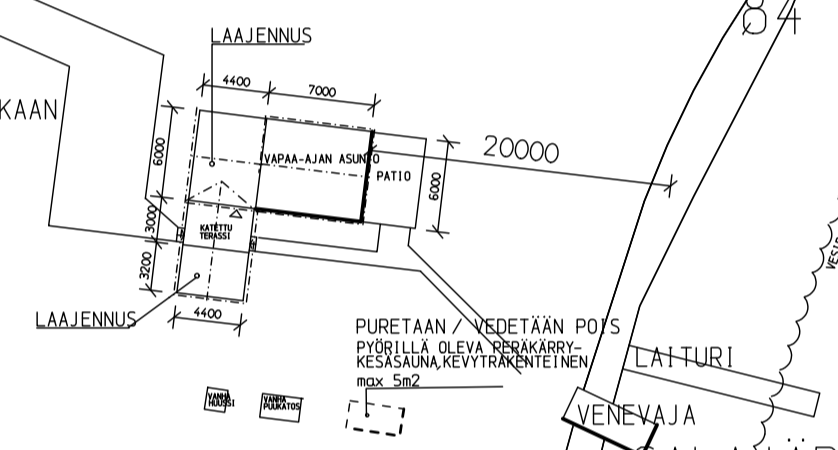 84
LAAJENNUS
4400
7000
KAAN
6000
VAPAA-AJAN ASUNTO
PATIO
20000
6000
3000
KATETTU
TERASSI
3200
LAAJENNUS
4400
PURETAAN / VEDETÄÄN POIS
PYÖRILLÄ OLEVA PERÄKÄRRY-
KESÄSAUNA,KEVYTRAKENTEINEN
max 5m2
LAITURI
VANHA
HUUSSI
VANHA
PUUKATOS
VENEVAJA